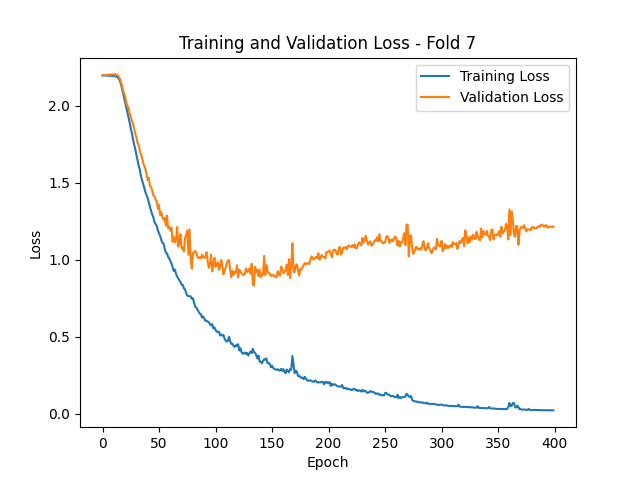 Training and Validation Loss - Fold 7
Training Loss
Validation Loss
Loss
2.0
1.5
1.0
0.5
0.0
0 50 100 150 200 250 300 350 400
Epoch